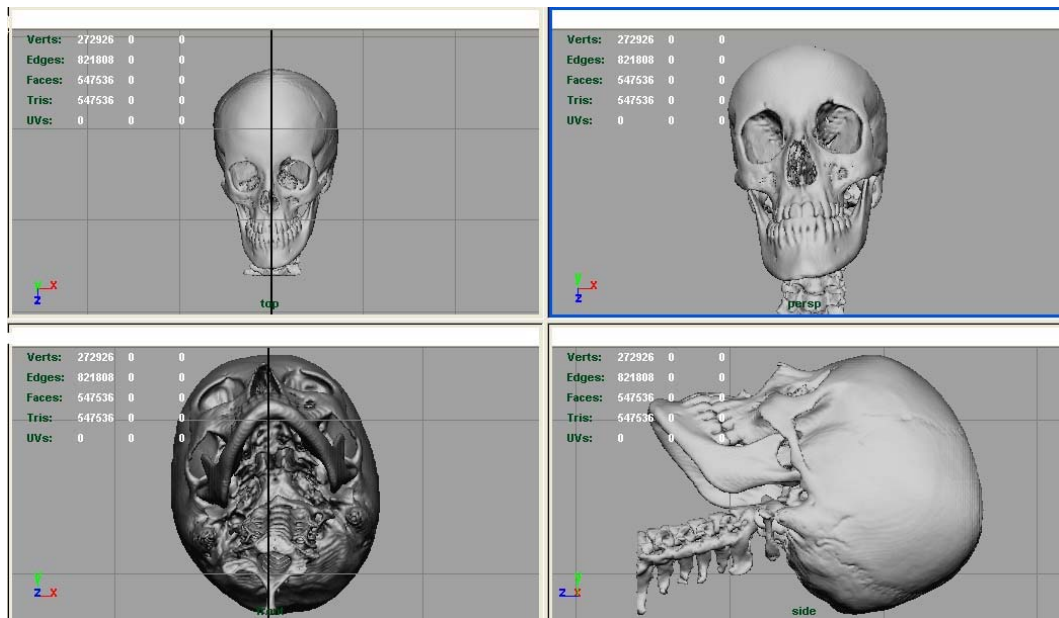 Verts: 272926 0 0
Edges: 821808 0 0
Faces: 547536 0 0
Tris: 547536 0 0
UVs: 0 0 0
Y X
Z
top
Verts: 272926 0 0
Edges: 821808 0 0
Faces: 547536 0 0
Tris: 547536 0 0
UVs: 0 0 0
Y
Z X
persp
Verts: 272926 0 0
Edges: 821808 0 0
Faces: 547536 0 0
Tris: 547536 0 0
UVs: 0 0 0
Y
Z X
front
Verts: 272926 0 0
Edges: 821808 0 0
Faces: 547536 0 0
Tris: 547536 0 0
UVs: 0 0 0
Y
Z X
side